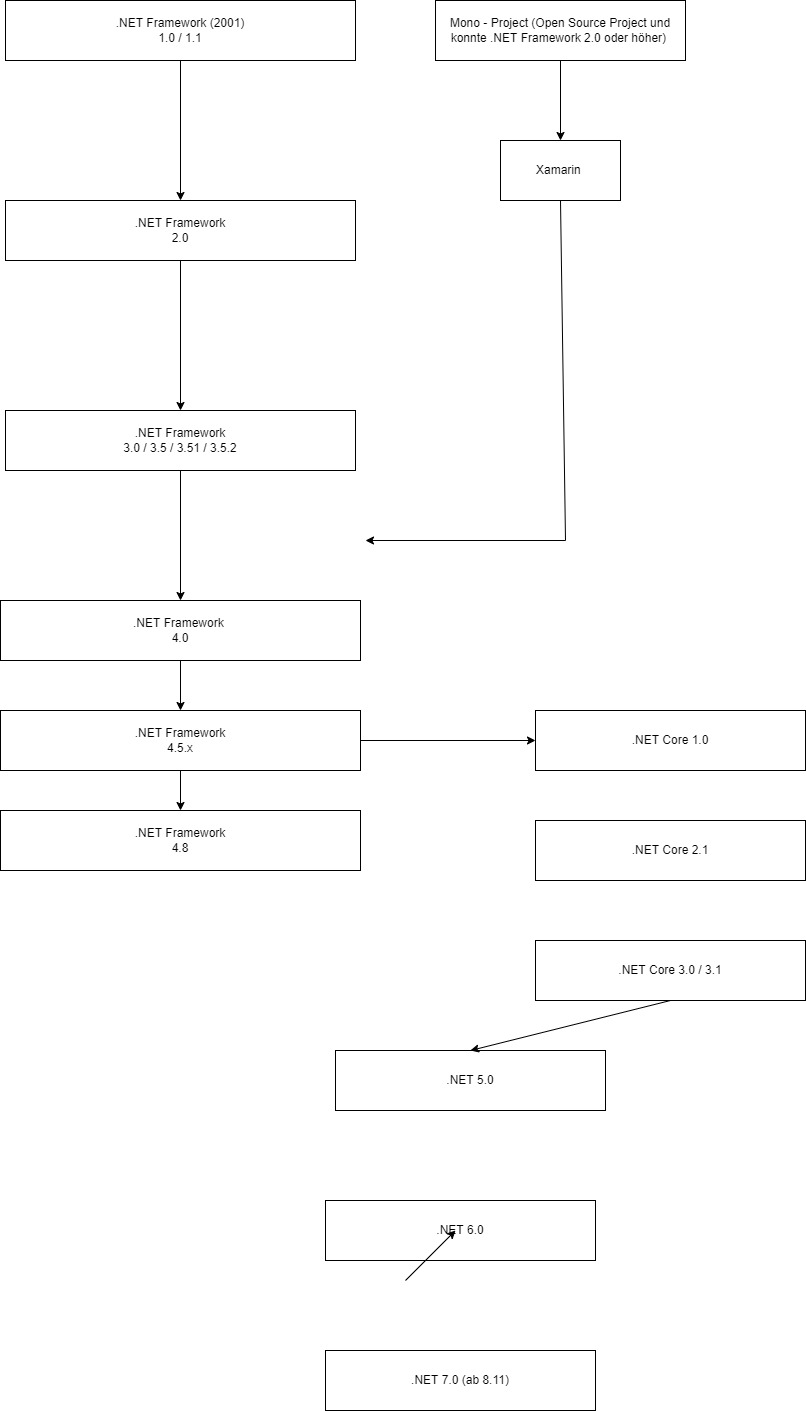 .NET Framework (2001)
1.0 / 1.1
Mono - Project (Open Source Project und
konnte .NET Framework 2.0 oder höher)
Xamarin
.NET Framework
2.0
.NET Framework
3.0 / 3.5 / 3.51 / 3.5.2
.NET Framework
4.0
.NET Framework
4.5.x
.NET Core 1.0
.NET Framework
4.8
.NET Core 2.1
.NET Core 3.0 / 3.1
.NET 5.0
.NET 6.0
.NET 7.0 (ab 8.11)